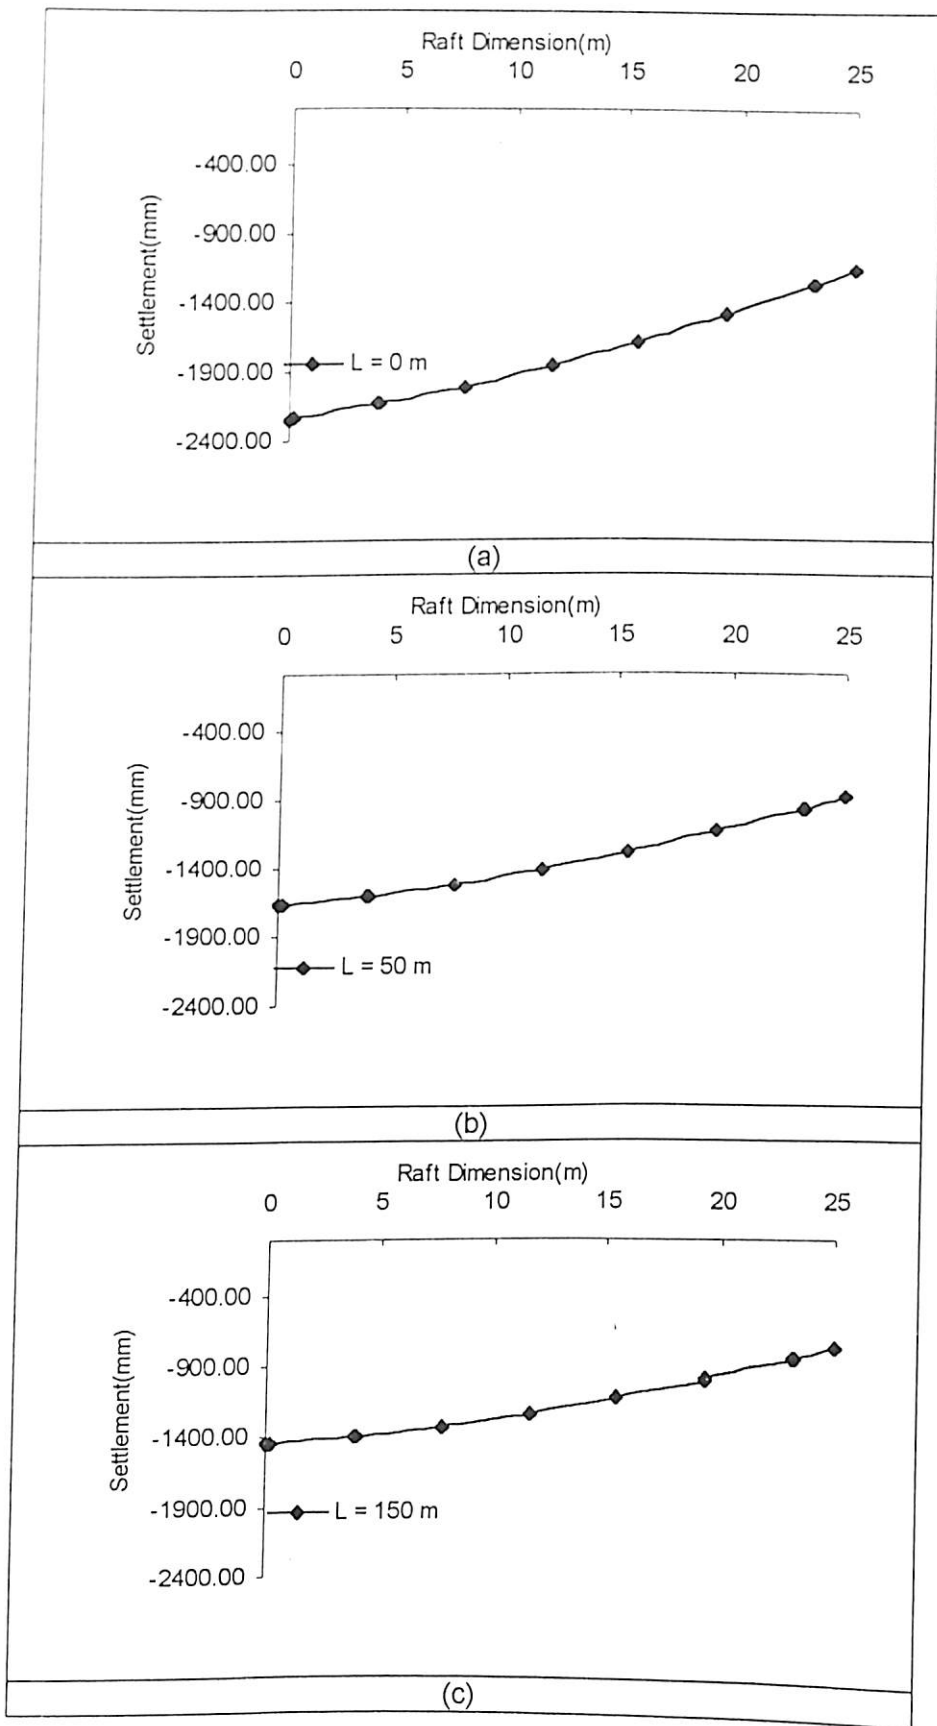 Raft Dimension(m)
0 5 10 15 20 25
-400.00
-900.00
-1400.00
-1900.00
-2400.00
Settlement(mm)
L = 0 m
(a)
Raft Dimension(m)
0 5 10 15 20 25
-400.00
-900.00
-1400.00
-1900.00
-2400.00
Settlement(mm)
L = 50 m
(b)
Raft Dimension(m)
0 5 10 15 20 25
-400.00
-900.00
-1400.00
-1900.00
-2400.00
Settlement(mm)
L = 150 m
(c)